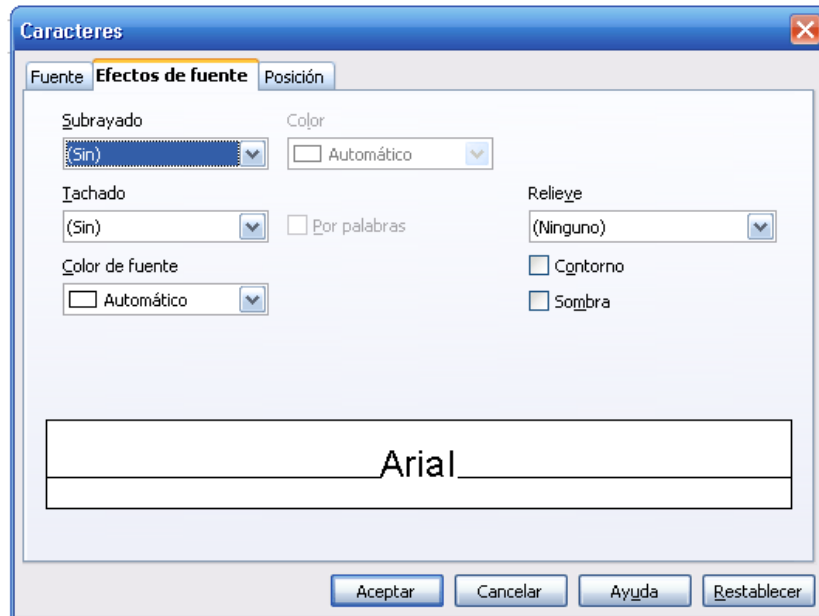 Caracteres
Fuente Efectos de fuente Posición
Subrayado Color
(Sin) Automático
Tachado Relieve
(Sin) Por palabras (Ninguno)
Color de fuente Contorno
Automático Sombra
Arial
Aceptar Cancelar Ayuda Restablecer